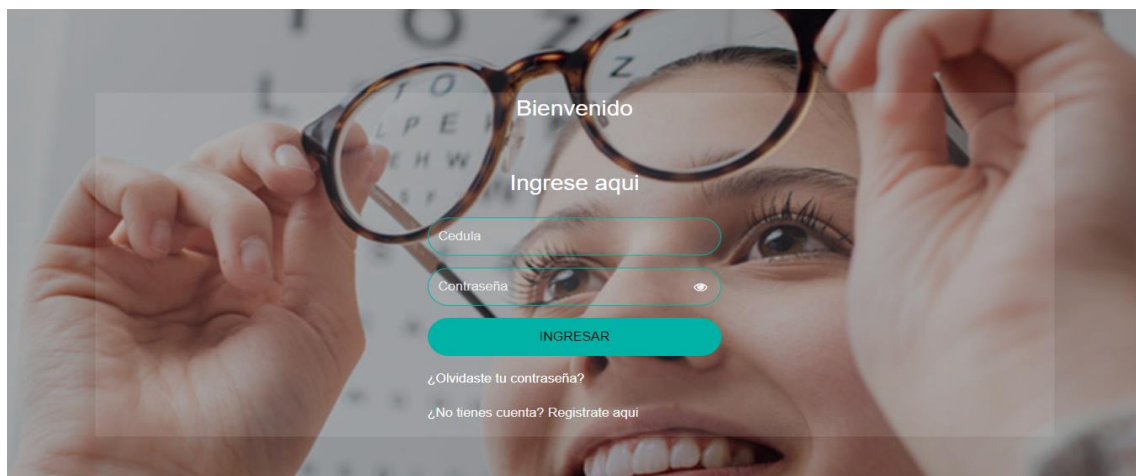 O Z
Z
L T O
L P E
E H W
Bienvenido
Ingrese aqui
Cedula
Contraseña
INGRESAR
¿Olvidaste tu contraseña?
¿No tienes cuenta? Registrate aqui